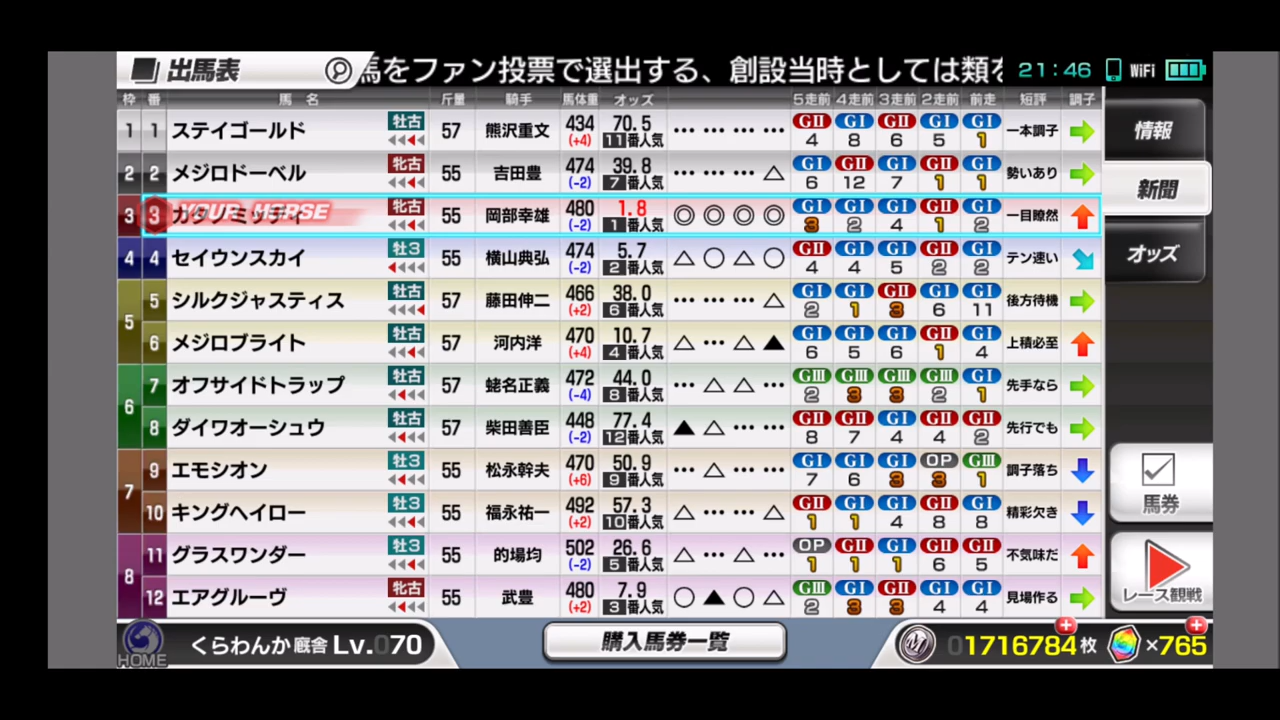 出馬表
馬をファン投票で選出する、創設当時としては類を
21:46 WiFi
枠 番 馬 名 斤量 騎手 馬体重 オッズ 5走前 4走前 3走前 2走前 前走 短評 調子
1 1 ステイゴールド 牡古 57 熊沢重文 434 (+4) 70.5 11番人気 … … … … GII 4 GI 8 GII 6 GI 5 GI 1 一本調子
2 2 メジロドーベル 牝古 55 吉田豊 474 (-2) 39.8 7番人気 … … … △ GI 6 GII 12 GI 7 GII 1 GI 1 勢いあり
3 3 YOUR HORSE 牝古 55 岡部幸雄 480 (-2) 1.8 1番人気 ◎ ◎ ◎ ◎ GI 3 GI 2 GI 4 GII 1 GI 2 一目瞭然
4 4 セイウンスカイ 牡3 55 横山典弘 474 (-2) 5.7 2番人気 △ ○ △ ○ GII 4 GI 4 GI 5 GII 2 GI 2 テン速い
5 5 シルクジャスティス 牡古 57 藤田伸二 466 (+2) 38.0 6番人気 … … … △ GI 2 GI 1 GII 3 GI 6 GI 11 後方待機
6 メジロブライト 牡古 57 河内洋 470 (+4) 10.7 4番人気 △ … △ ▲ GI 6 GI 5 GI 6 GII 1 GI 4 上積必至
6 7 オフサイドトラップ 牡古 57 蛯名正義 472 (-4) 44.0 8番人気 … △ △ … GIII 2 GIII 3 GIII 3 GIII 2 GI 1 先手なら
8 ダイワオーシュウ 牡古 57 柴田善臣 448 (-2) 77.4 12番人気 ▲ △ … … GII 8 GII 7 GI 4 GII 4 GII 2 先行でも
7 9 エモシオン 牡3 55 松永幹夫 470 (+6) 50.9 9番人気 … △ … … GI 7 GI 6 GI 3 OP 3 GIII 1 調子落ち
10 キングヘイロー 牡3 55 福永祐一 492 (+2) 57.3 10番人気 △ … … △ GII 1 GII 1 GI 4 GII 8 GI 8 精彩欠き
8 11 グラスワンダー 牡3 55 的場均 502 (-2) 26.6 5番人気 △ … △ … OP 1 GII 1 GI 1 GII 6 GII 5 不気味だ
12 エアグルーヴ 牝古 55 武豊 480 (+2) 7.9 3番人気 ○ ▲ ○ △ GIII 2 GI 3 GII 3 GI 4 GI 4 見場作る
情報
新聞
オッズ
馬券
レース観戦
HOME くらわんか厩舎 Lv.070
購入馬券一覧
01716784枚 ×765